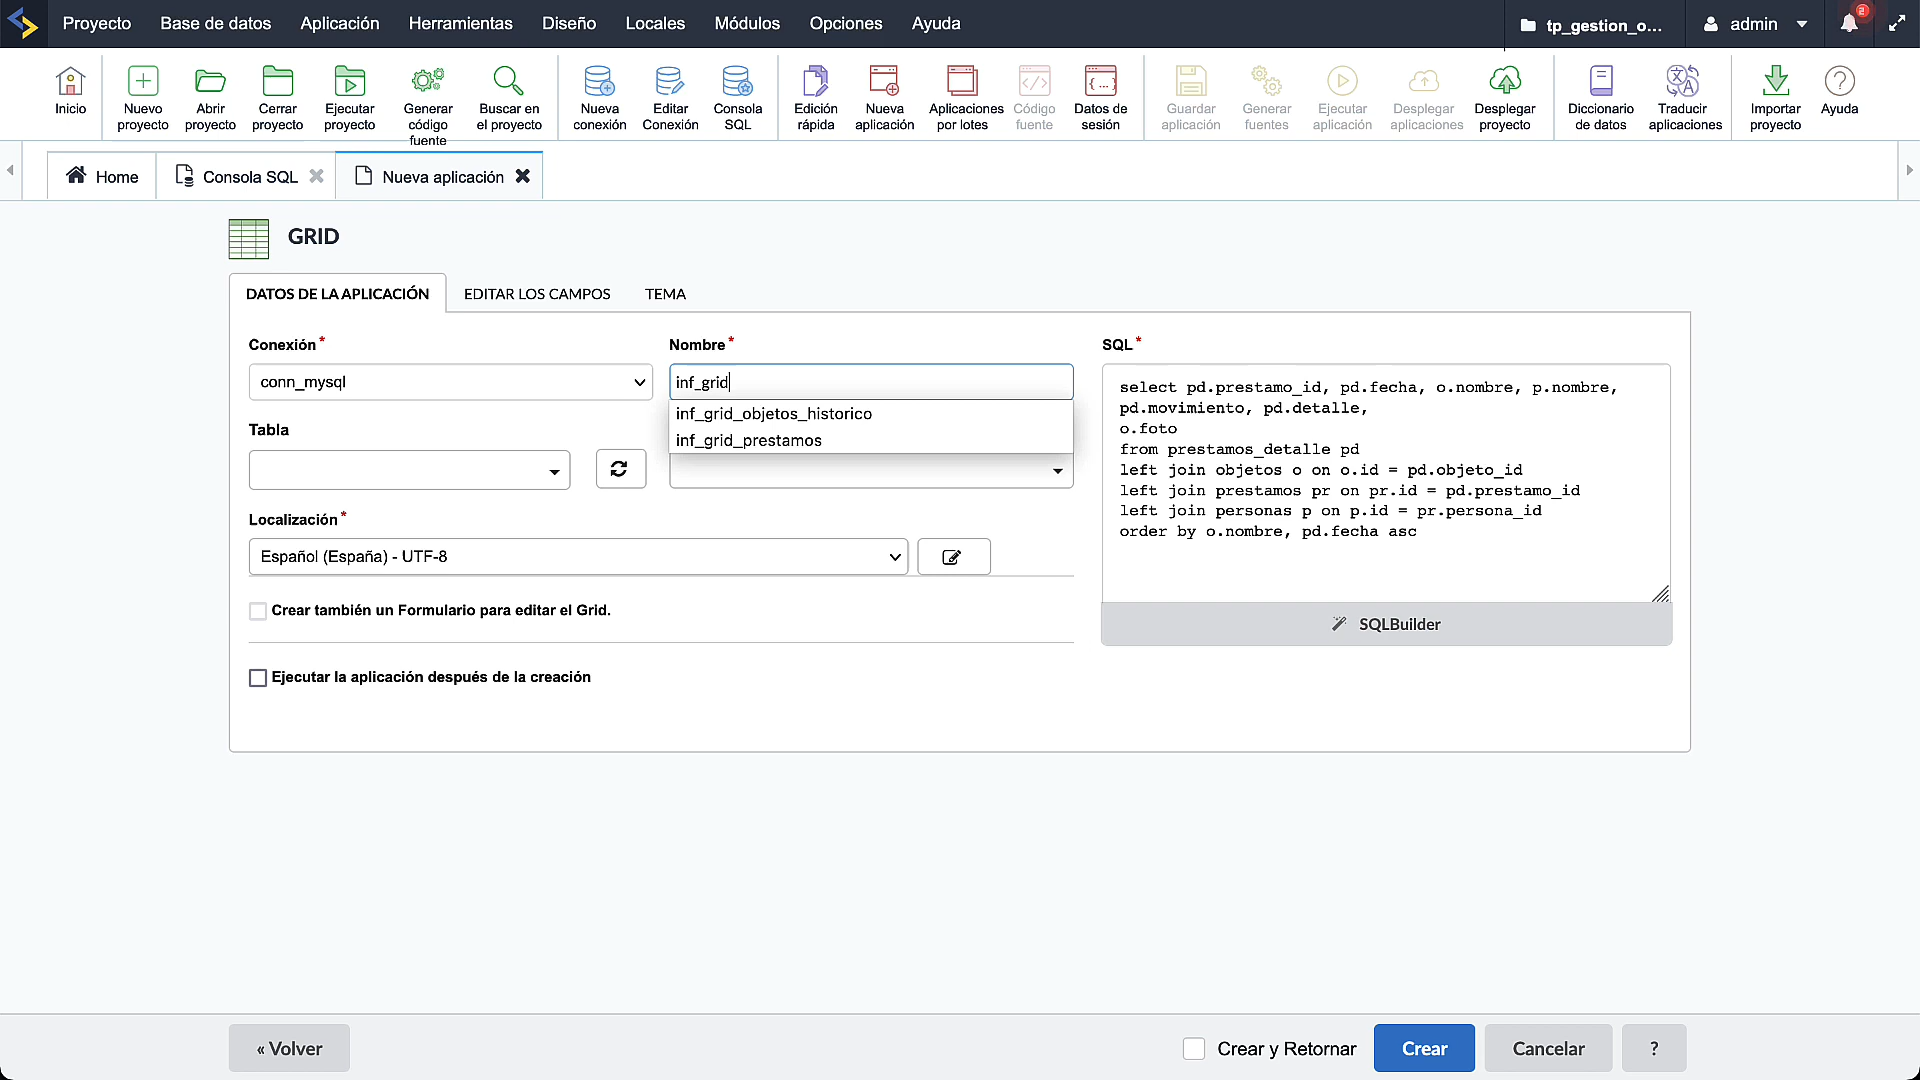 Proyecto Base de datos Aplicación Herramientas Diseño Locales Módulos Opciones Ayuda tp_gestion_o... admin 2
Inicio
Nuevo proyecto
Abrir proyecto
Cerrar proyecto
Ejecutar proyecto
Generar código fuente
Buscar en el proyecto
Nueva conexión
Editar Conexión
Consola SQL
Edición rápida
Nueva aplicación
Aplicaciones por lotes
Código fuente
Datos de sesión
Guardar aplicación
Generar fuentes
Ejecutar aplicación
Desplegar aplicaciones
Desplegar proyecto
Diccionario de datos
Traducir aplicaciones
Importar proyecto
Ayuda
Home Consola SQL Nueva aplicación
GRID
DATOS DE LA APLICACIÓN EDITAR LOS CAMPOS TEMA
Conexión*
conn_mysql
Nombre*
inf_grid
inf_grid_objetos_historico
inf_grid_prestamos
Tabla
Localización*
Español (España) - UTF-8
Crear también un Formulario para editar el Grid.
Ejecutar la aplicación después de la creación
SQL*
select pd.prestamo_id, pd.fecha, o.nombre, p.nombre,
pd.movimiento, pd.detalle,
o.foto
from prestamos_detalle pd
left join objetos o on o.id = pd.objeto_id
left join prestamos pr on pr.id = pd.prestamo_id
left join personas p on p.id = pr.persona_id
order by o.nombre, pd.fecha asc
SQLBuilder
« Volver Crear y Retornar Crear Cancelar ?